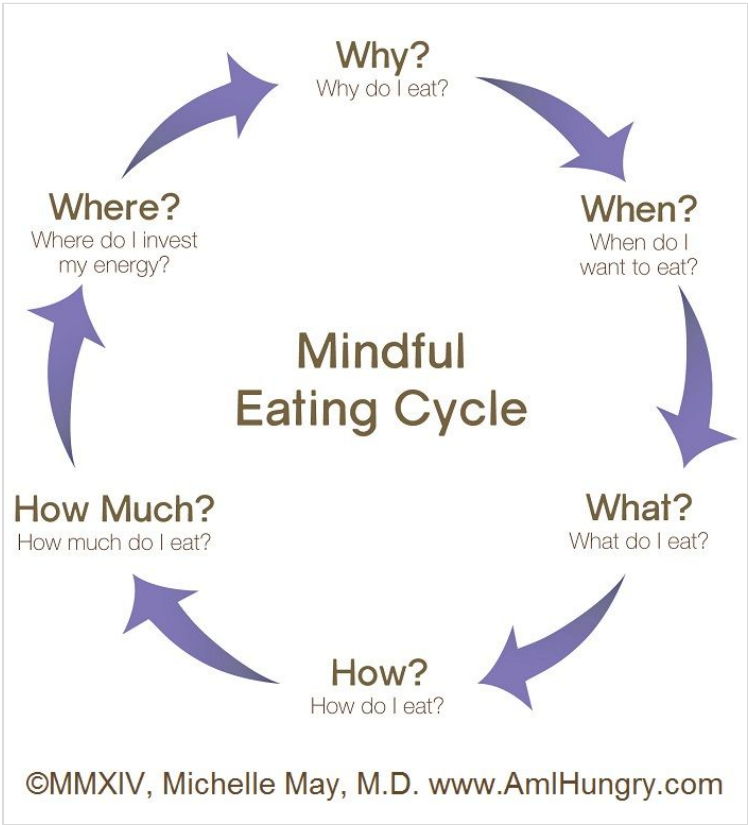 Why?
Why do I eat?
When?
When do I
want to eat?
What?
What do I eat?
How?
How do I eat?
How Much?
How much do I eat?
Where?
Where do I invest
my energy?
Mindful
Eating Cycle
©MMXIV, Michelle May, M.D. www.AmIHungry.com